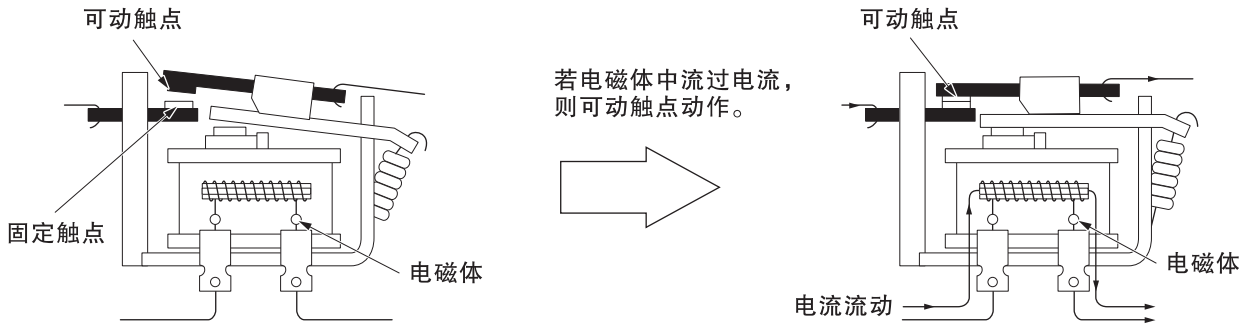 可动触点
固定触点
电磁体
若电磁体中流过电流，
则可动触点动作。
可动触点
电磁体
电流流动